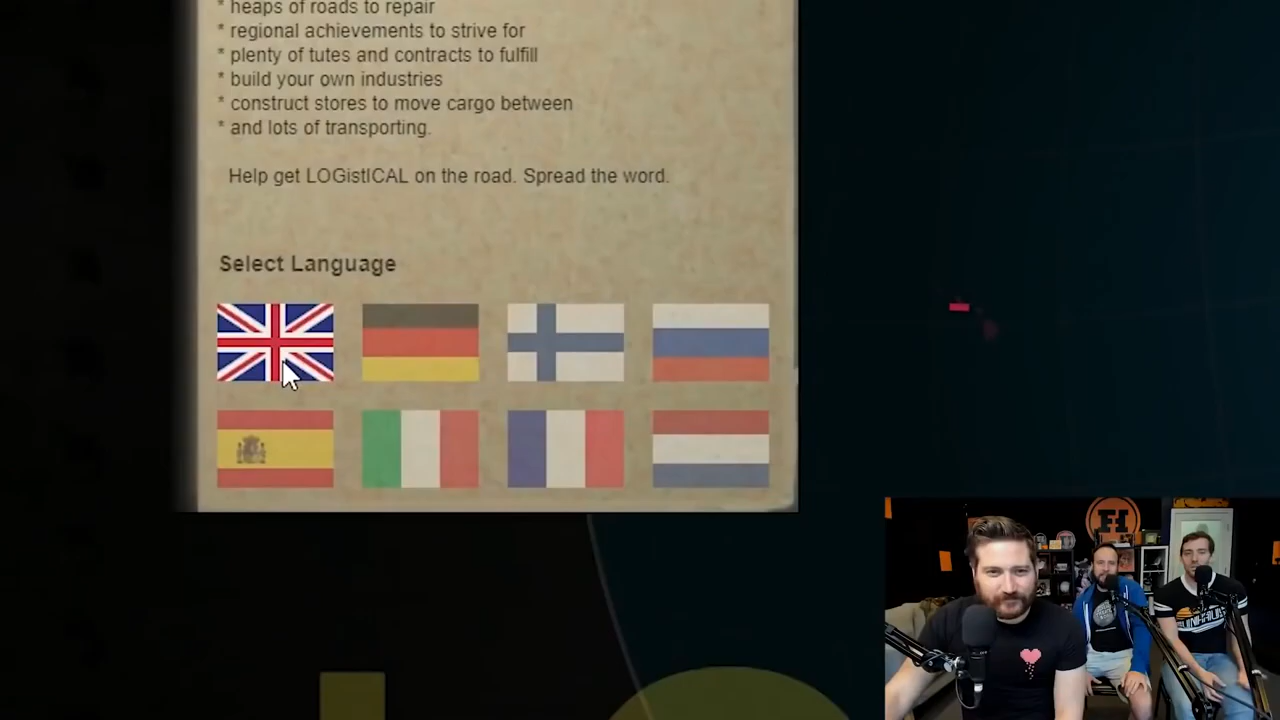 * heaps of roads to repair
* regional achievements to strive for
* plenty of tutes and contracts to fulfill
* build your own industries
* construct stores to move cargo between
* and lots of transporting.
Help get LOGistICAL on the road. Spread the word.
Select Language